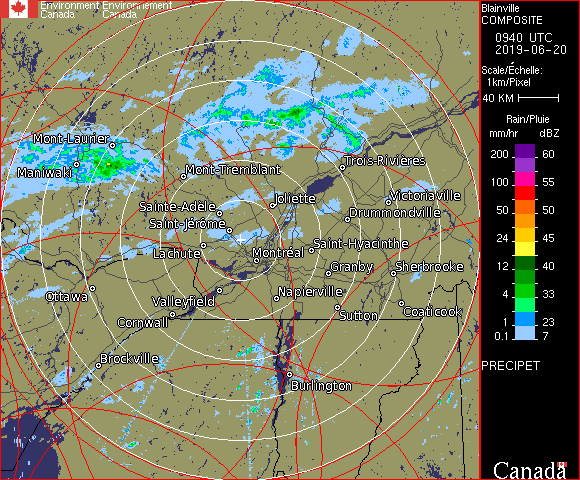 Environment Environnement
Canada Canada
Blainville
COMPOSITE
0940 UTC
2019-06-20
Scale/Échelle:
1km/Pixel
40 KM
Rain/Pluie
mm/hr dBZ
200 60
100 55
50 50
24 45
12 40
4 33
1 23
0.1 7
PRECIPET
Canada
Mont-Laurier
Maniwaki
Mont-Tremblant
Trois-Rivières
Sainte-Adèle
Joliette
Victoriaville
Drummondville
Saint-Jérôme
Saint-Hyacinthe
Lachute
Montréal
Granby
Sherbrooke
Ottawa
Valleyfield
Napierville
Cornwall
Sutton
Coaticook
Brockville
Burlington